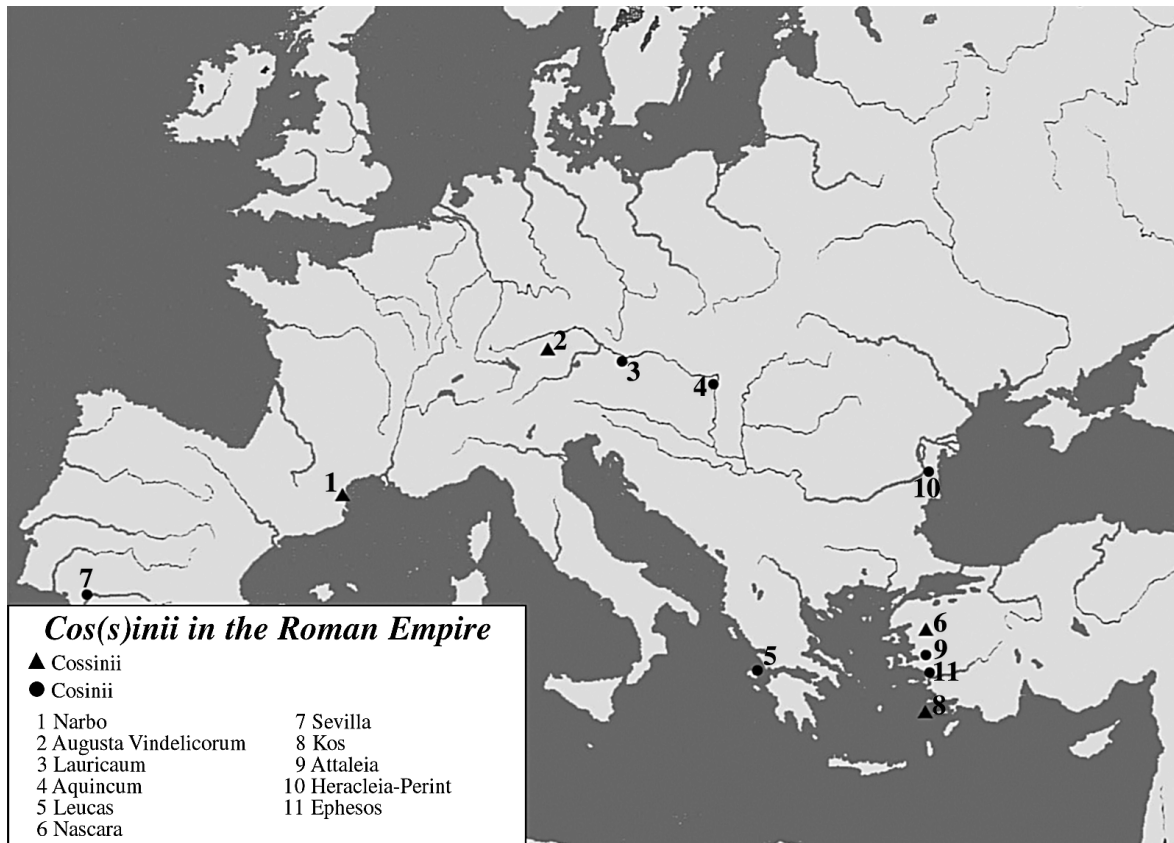 2
3
4
1
10
7
6
9
5
11
8
Cos(s)inii in the Roman Empire
Cossinii
Cosinii
1 Narbo
2 Augusta Vindelicorum
3 Lauricaum
4 Aquincum
5 Leucas
6 Nascara
7 Sevilla
8 Kos
9 Attaleia
10 Heracleia-Perint
11 Ephesos